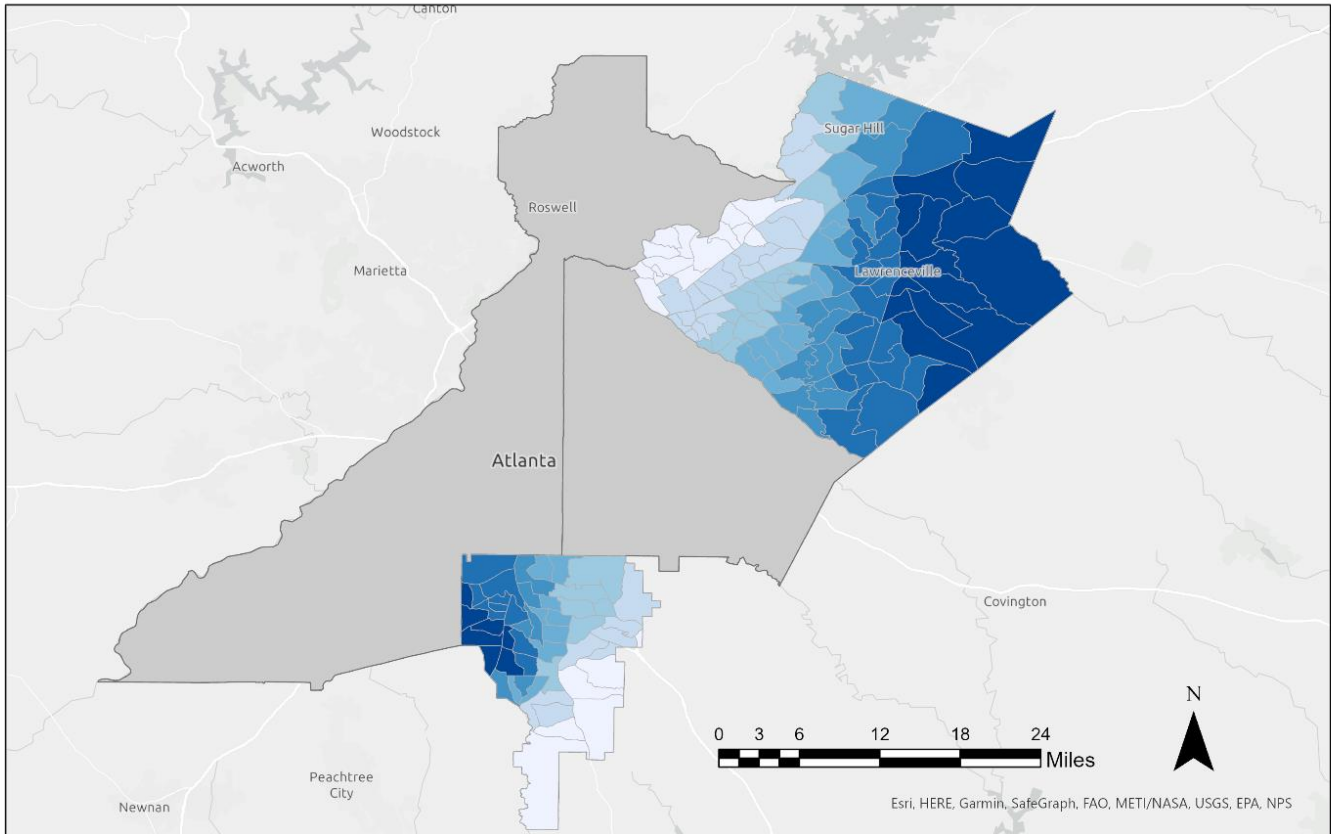 Canton
Woodstock
Sugar Hill
Acworth
Roswell
Marietta
Lawrenceville
Atlanta
Covington
N
0 3 6 12 18 24
Miles
Peachtree
City
Newnan
Esri, HERE, Garmin, SafeGraph, FAO, METI/NASA, USGS, EPA, NPS